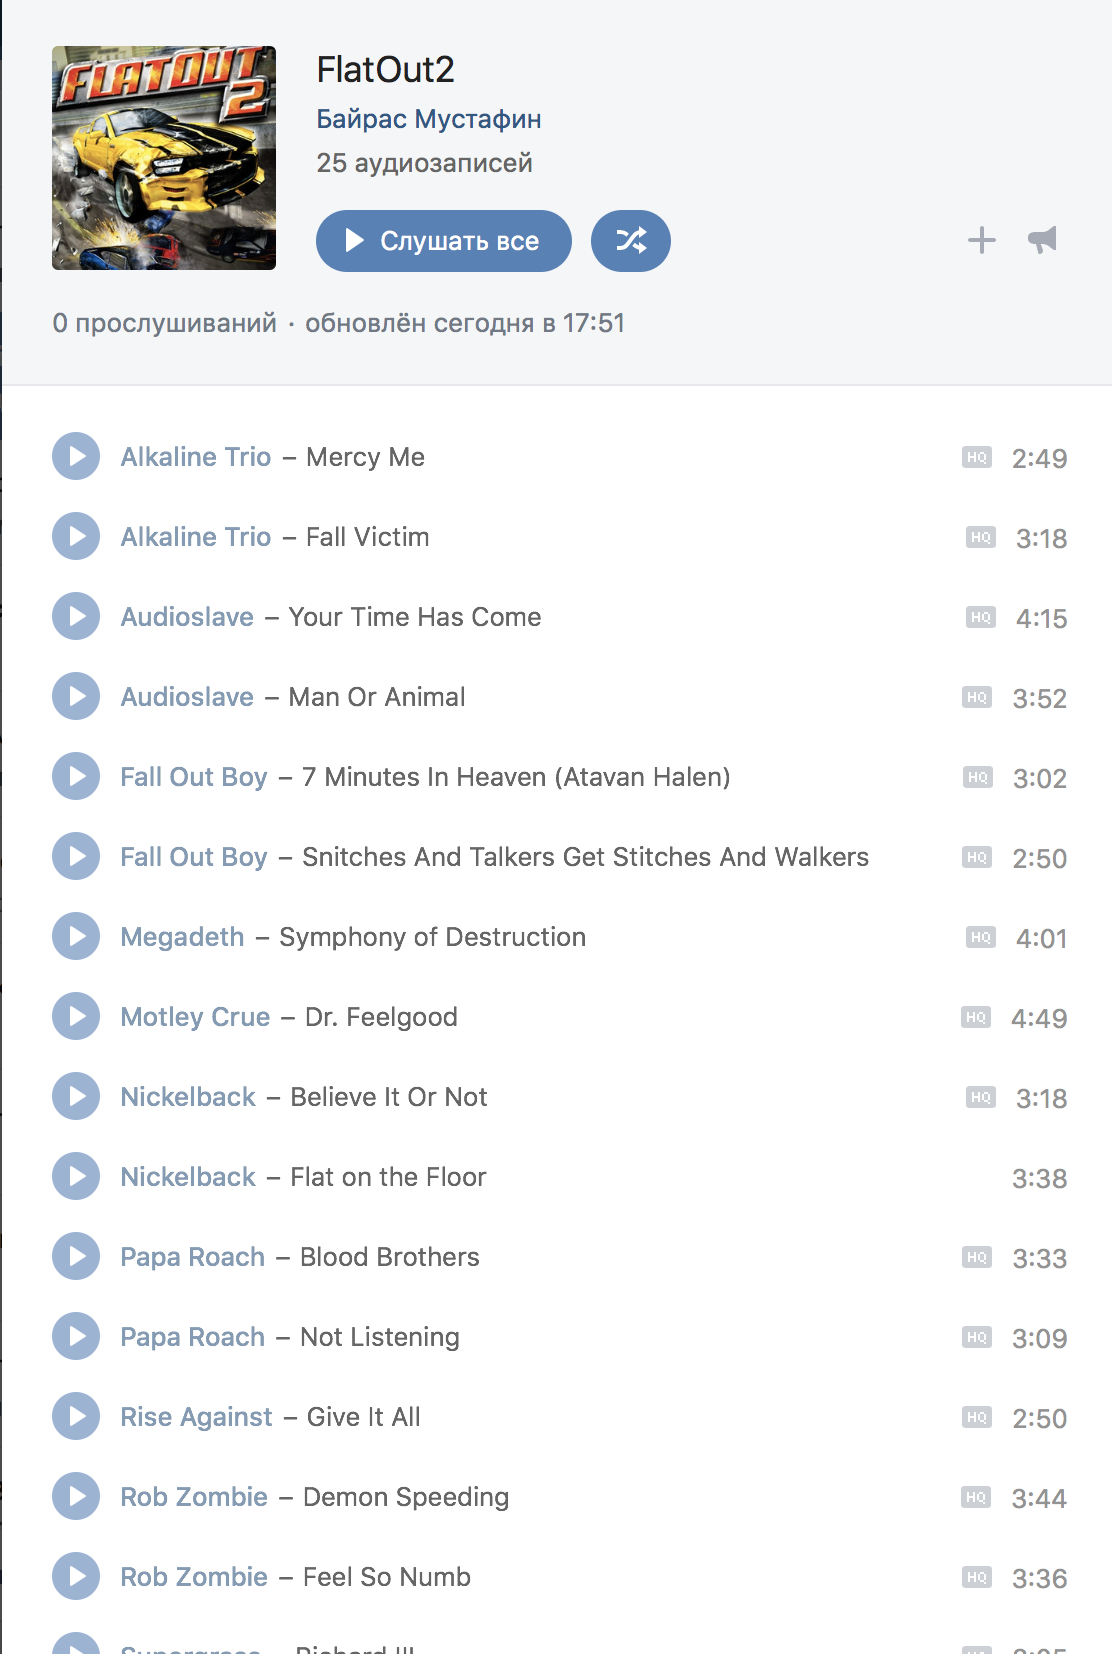 FLATOUT
2
FlatOut2
Байрас Мустафин
25 аудиозаписей
Слушать все
0 прослушиваний · обновлён сегодня в 17:51
Alkaline Trio – Mercy Me HQ 2:49
Alkaline Trio – Fall Victim HQ 3:18
Audioslave – Your Time Has Come HQ 4:15
Audioslave – Man Or Animal HQ 3:52
Fall Out Boy – 7 Minutes In Heaven (Atavan Halen) HQ 3:02
Fall Out Boy – Snitches And Talkers Get Stitches And Walkers HQ 2:50
Megadeth – Symphony of Destruction HQ 4:01
Motley Crue – Dr. Feelgood HQ 4:49
Nickelback – Believe It Or Not HQ 3:18
Nickelback – Flat on the Floor 3:38
Papa Roach – Blood Brothers HQ 3:33
Papa Roach – Not Listening HQ 3:09
Rise Against – Give It All HQ 2:50
Rob Zombie – Demon Speeding HQ 3:44
Rob Zombie – Feel So Numb HQ 3:36
Supergrass – Richard III